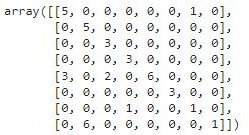 array([[5, 0, 0, 0, 0, 0, 1, 0],
[0, 5, 0, 0, 0, 0, 0, 0],
[0, 0, 3, 0, 0, 0, 0, 0],
[0, 0, 0, 3, 0, 0, 0, 0],
[3, 0, 2, 0, 6, 0, 0, 0],
[0, 0, 0, 0, 0, 3, 0, 0],
[0, 0, 0, 1, 0, 0, 1, 0],
[0, 6, 0, 0, 0, 0, 0, 1]])